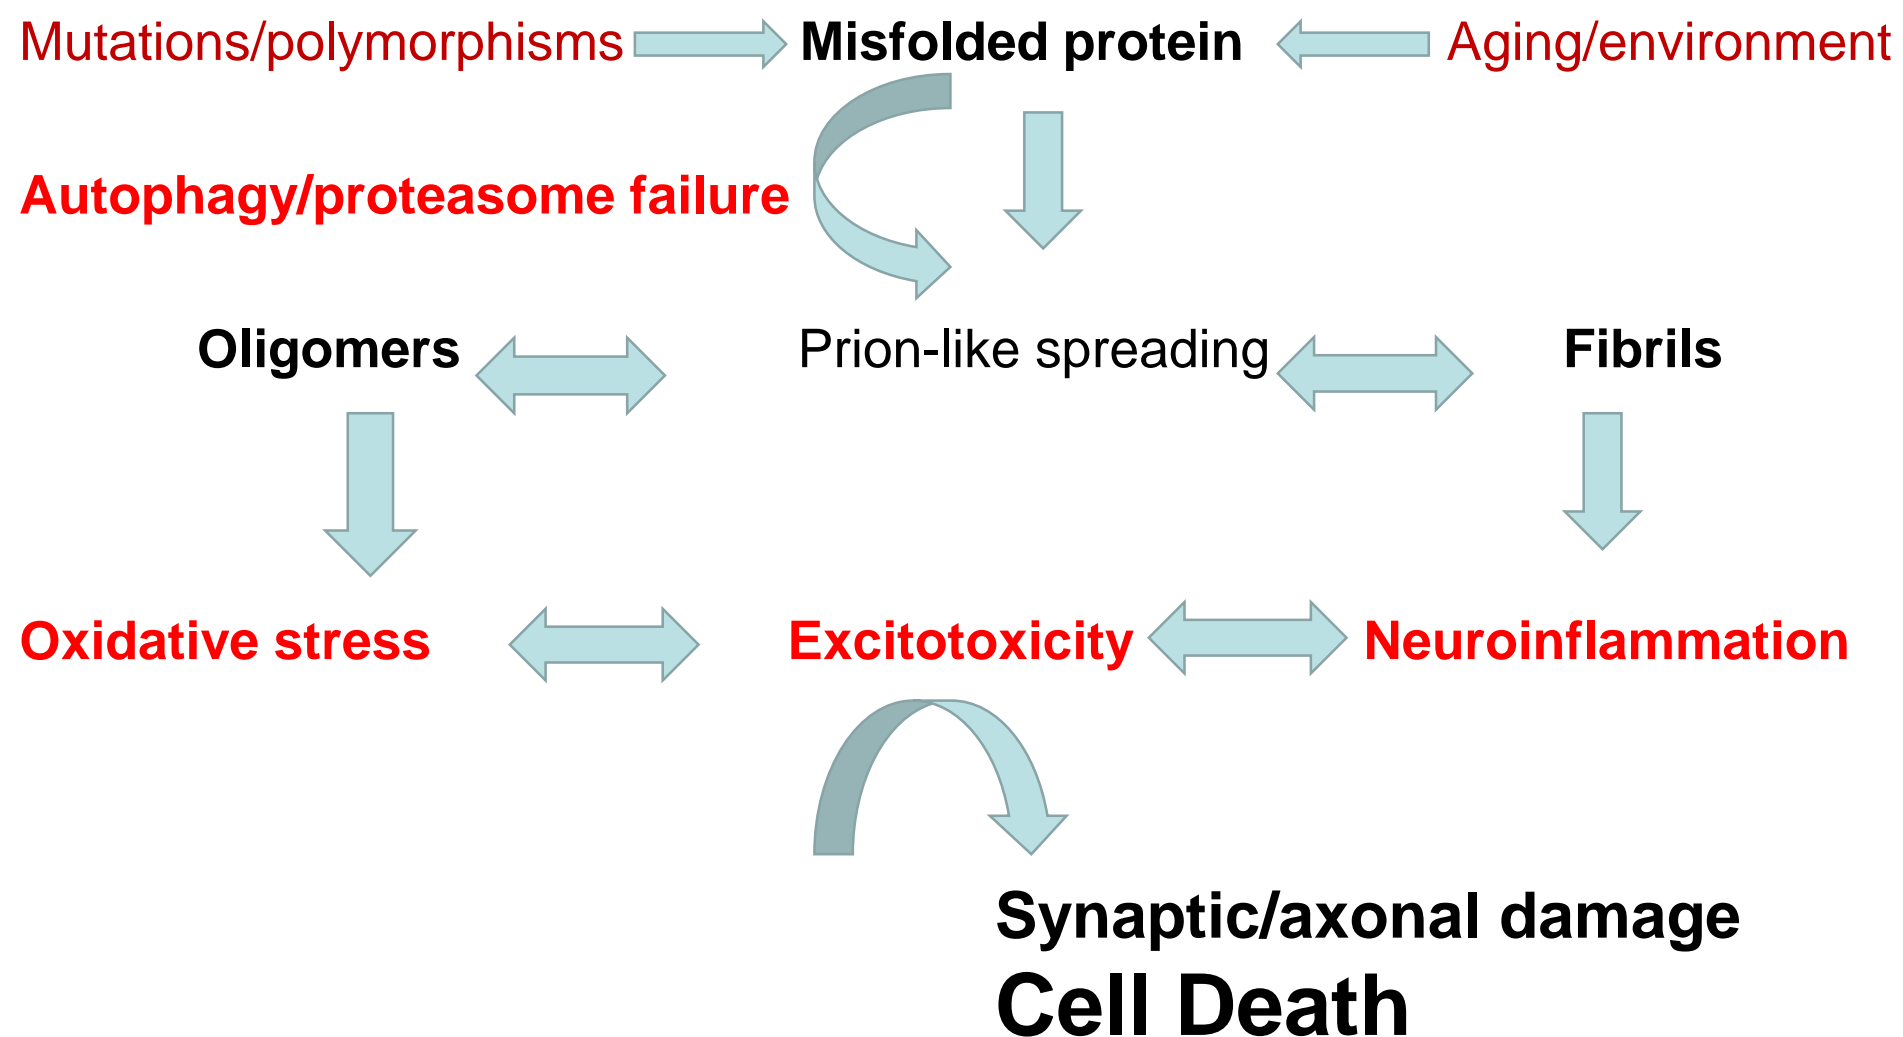 Mutations/polymorphisms
Misfolded protein
Aging/environment
Autophagy/proteasome failure
Oligomers
Prion-like spreading
Fibrils
Oxidative stress
Excitotoxicity
Neuroinflammation
Synaptic/axonal damage
Cell Death